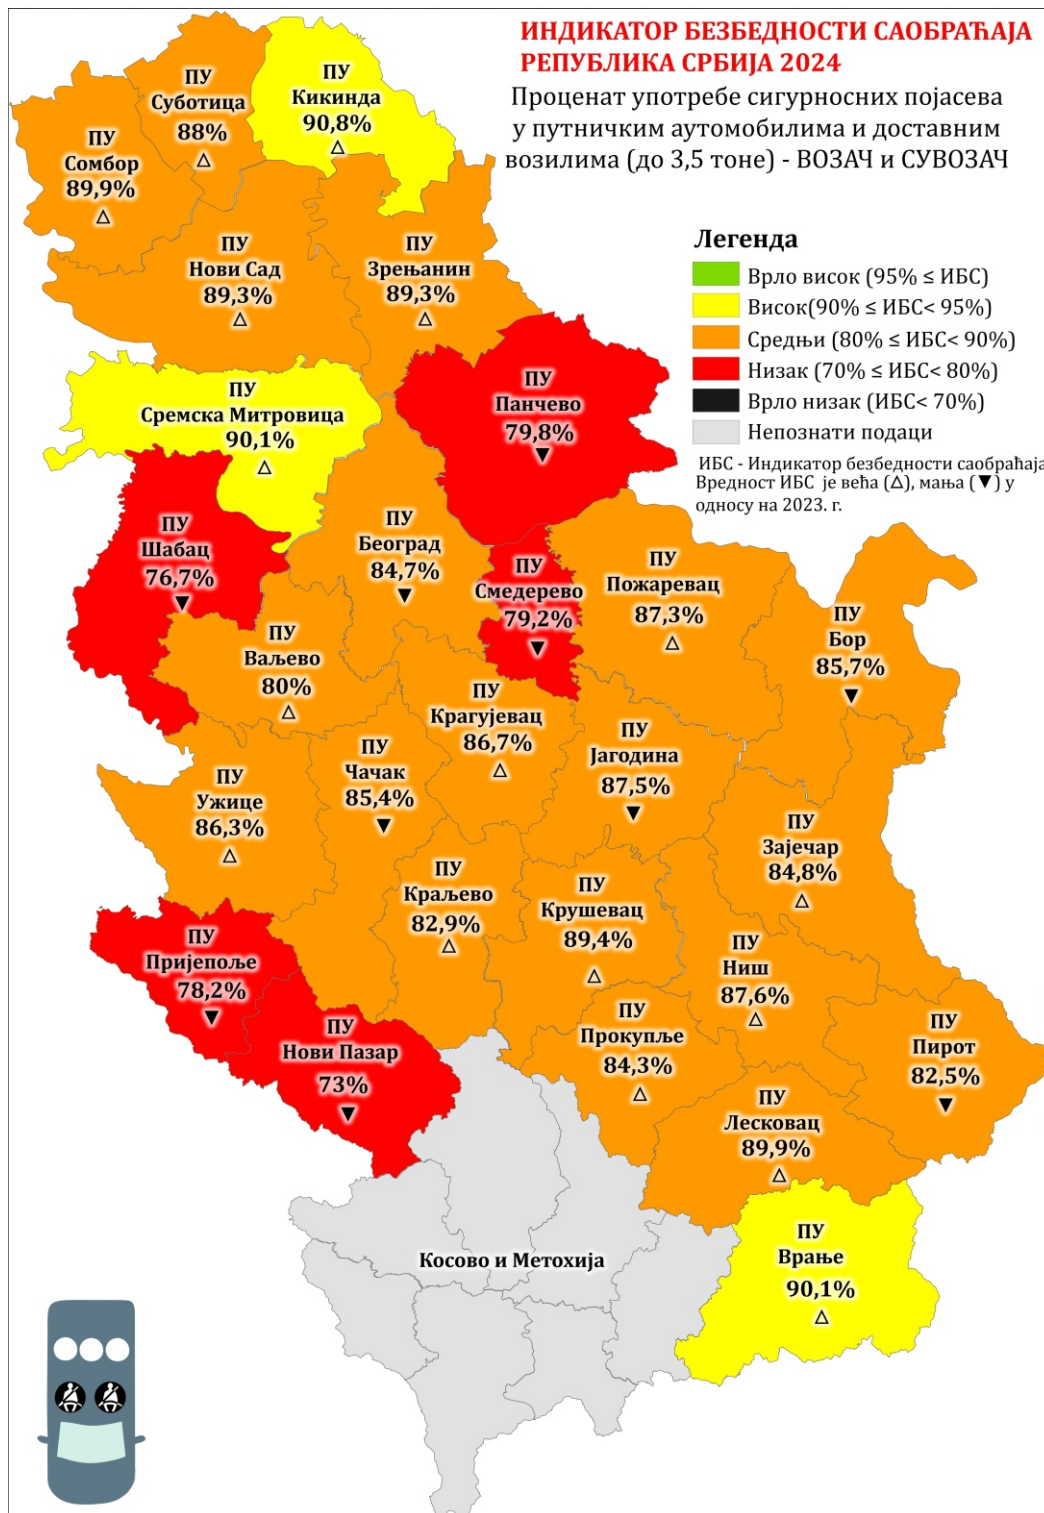 ИНДИКАТОР БЕЗБЕДНОСТИ САОБРАЋАЈА
РЕПУБЛИКА СРБИЈА 2024
Проценат употребе сигурносних појасева
у путничким аутомобилима и доставним
возилима (до 3,5 тоне) - ВОЗАЧ и СУВОЗАЧ
Легенда
Врло висок (95% ≤ ИБС)
Висок(90% ≤ ИБС< 95%)
Средњи (80% ≤ ИБС< 90%)
Низак (70% ≤ ИБС< 80%)
Врло низак (ИБС< 70%)
Непознати подаци
ИБС - Индикатор безбедности саобраћаја
Вредност ИБС је већа (△), мања (▼) у
односу на 2023. г.
ПУ
Суботица
88%
△
ПУ
Кикинда
90,8%
△
ПУ
Сомбор
89,9%
△
ПУ
Нови Сад
89,3%
△
ПУ
Зрењанин
89,3%
△
ПУ
Сремска Митровица
90,1%
△
ПУ
Панчево
79,8%
▼
ПУ
Шабац
76,7%
▼
ПУ
Београд
84,7%
▼
ПУ
Смедерево
79,2%
▼
ПУ
Пожаревац
87,3%
△
ПУ
Бор
85,7%
▼
ПУ
Ваљево
80%
△
ПУ
Крагујевац
86,7%
△
ПУ
Јагодина
87,5%
▼
ПУ
Чачак
85,4%
▼
ПУ
Ужице
86,3%
△
ПУ
Зајечар
84,8%
△
ПУ
Краљево
82,9%
△
ПУ
Крушевац
89,4%
△
ПУ
Ниш
87,6%
△
ПУ
Пријепоље
78,2%
▼
ПУ
Нови Пазар
73%
▼
ПУ
Прокупље
84,3%
△
ПУ
Пирот
82,5%
▼
ПУ
Лесковац
89,9%
△
ПУ
Врање
90,1%
△
Косово и Метохија